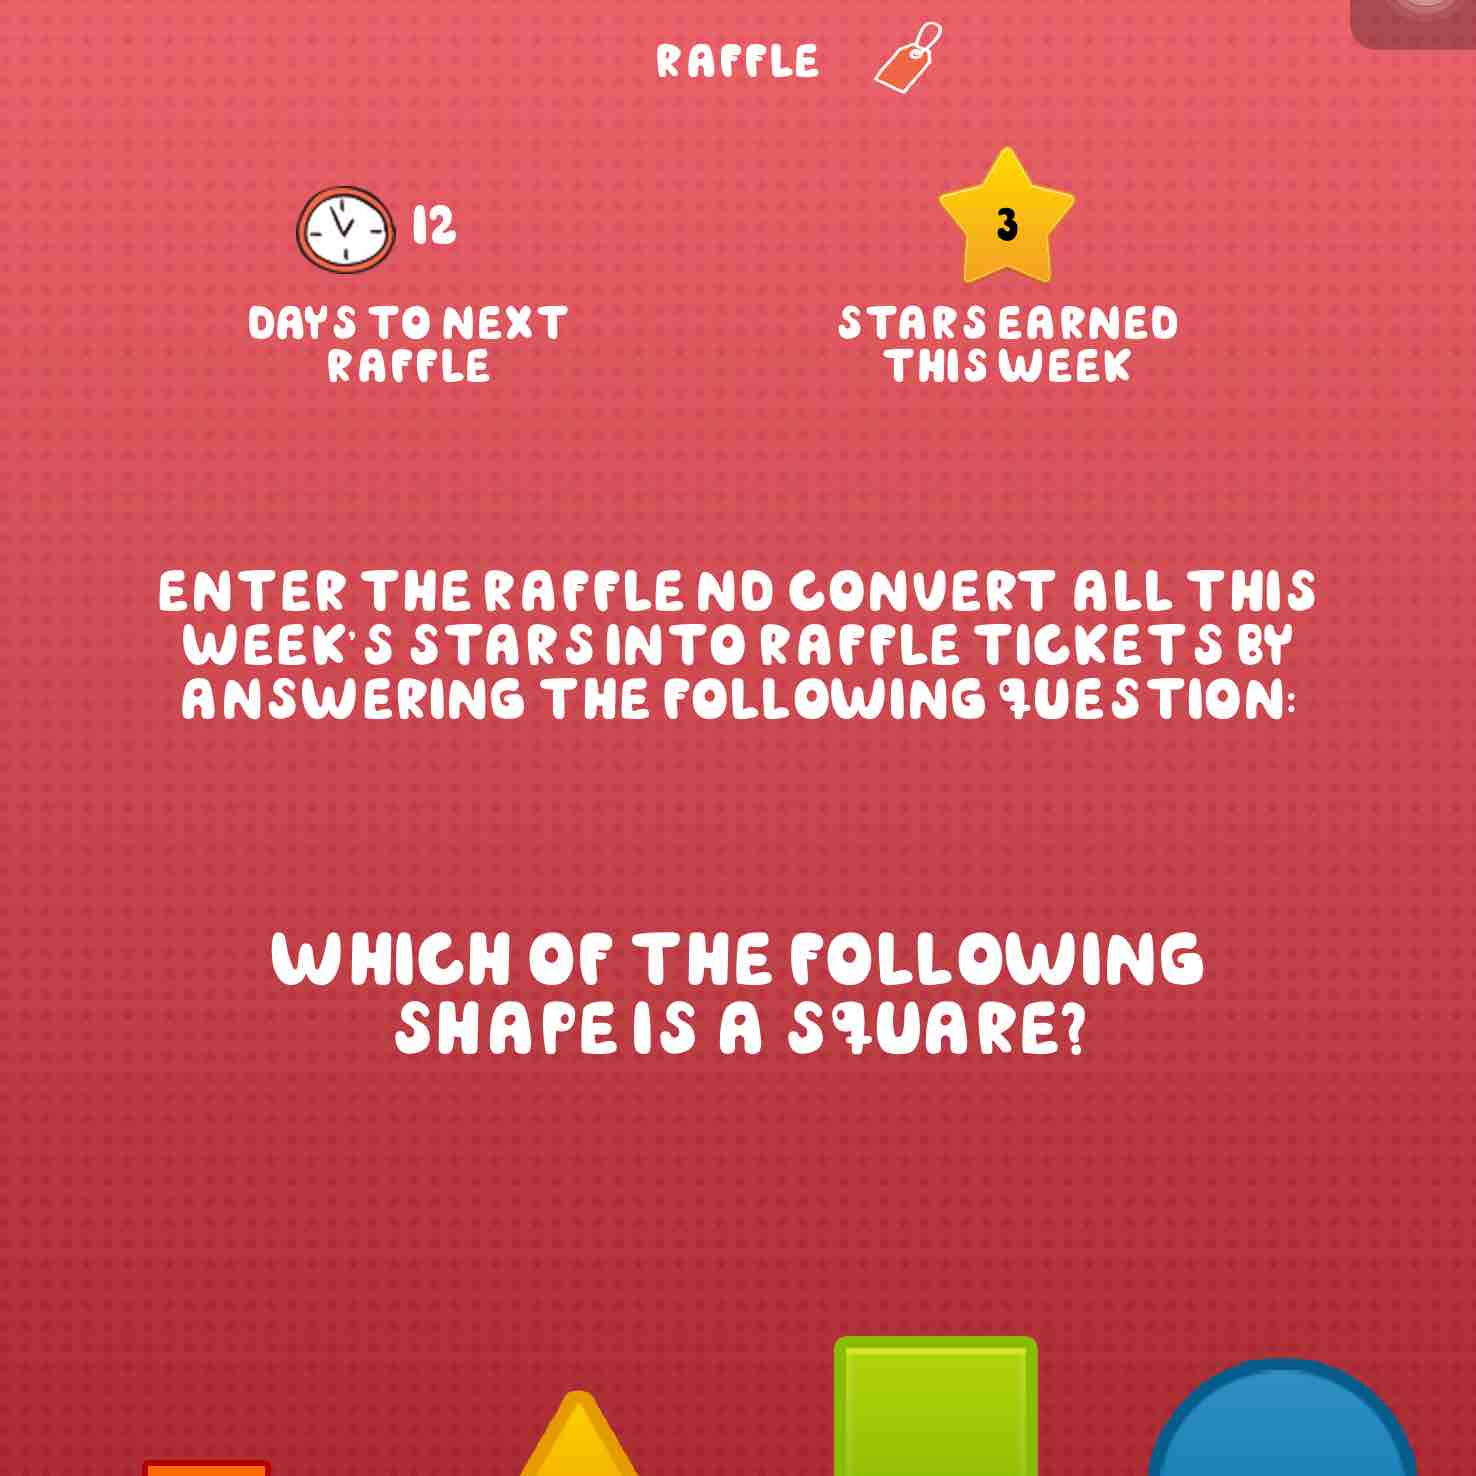 RAFFLE
12
3
DAYS TO NEXT
RAFFLE
STARS EARNED
THIS WEEK
ENTER THE RAFFLE ND CONVERT ALL THIS
WEEK'S STARS INTO RAFFLE TICKETS BY
ANSWERING THE FOLLOWING QUESTION:
WHICH OF THE FOLLOWING
SHAPE IS A SQUARE?